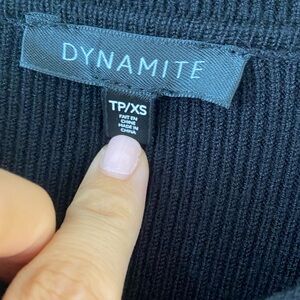 DYNAMITE
TP/XS
FAIT EN
CHINE
MADE IN
CHINA